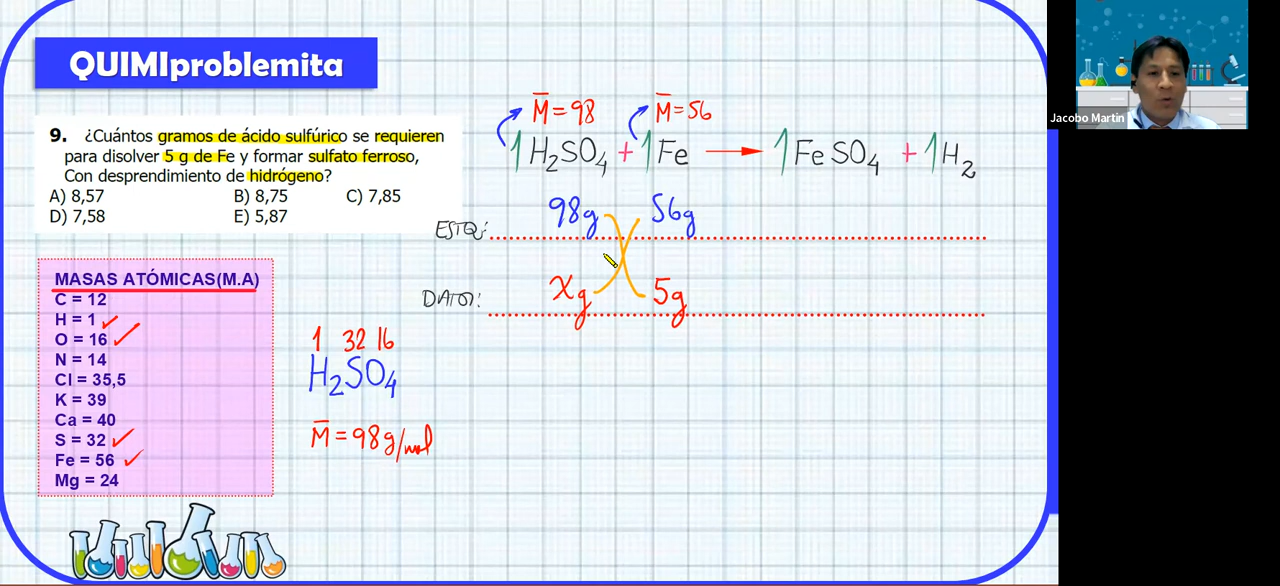 QUIMIproblemita
9. ¿Cuántos gramos de ácido sulfúrico se requieren
para disolver 5 g de Fe y formar sulfato ferroso,
Con desprendimiento de hidrógeno?
A) 8,57 B) 8,75 C) 7,85
D) 7,58 E) 5,87
MASAS ATÓMICAS(M.A)
C = 12
H = 1
O = 16
N = 14
Cl = 35,5
K = 39
Ca = 40
S = 32
Fe = 56
Mg = 24
1 32 16
H₂SO₄
M̅ = 98g/mol
M̅ = 98 M̅ = 56
1 H₂SO₄ + 1 Fe → 1 FeSO₄ + 1 H₂
ESTQ: 98g 56g
DATOS: xg 5g
Jacobo Martin